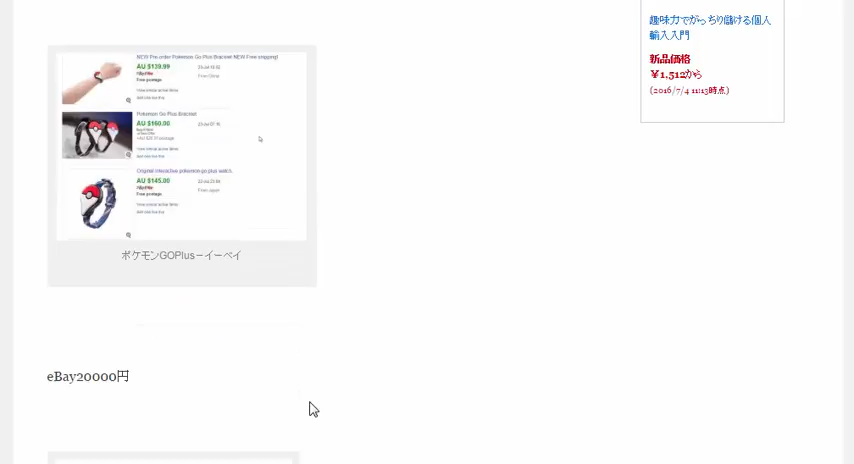 趣味力でがっちり儲ける個人
輸入入門
新品価格
￥1,512から
(2016/7/4 11:13時点)
NEW Pre-order Pokemon Go Plus Bracelet NEW Free shipping!
AU $139.99
Free postage
Pokemon Go Plus Bracelet
AU $160.00
Original Interactive pokemon go plus watch
AU $145.00
Free postage
ポケモンGOPlusーイーベイ
eBay20000円